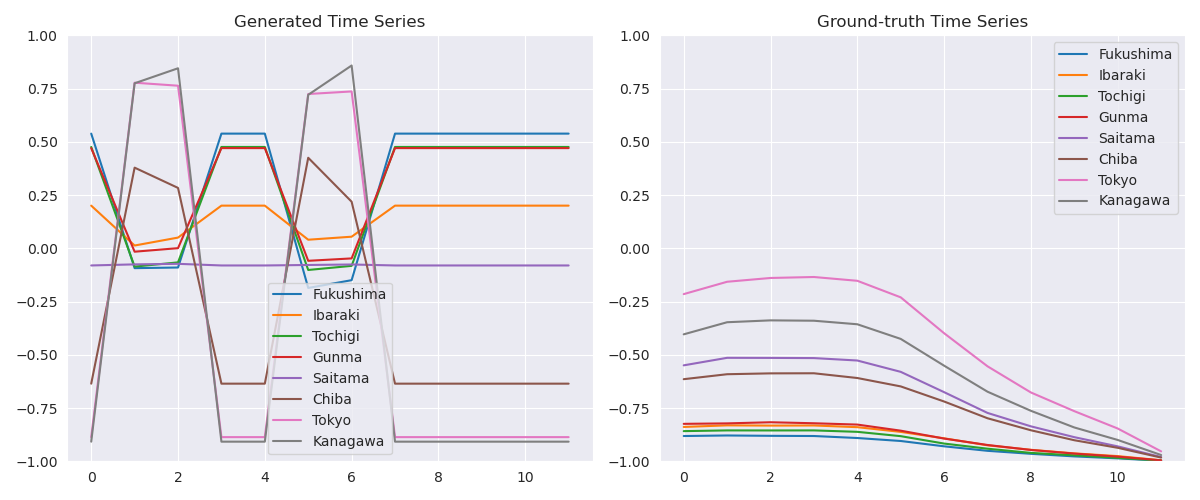 Generated Time Series
1.00
0.75
0.50
0.25
0.00
−0.25
−0.50
−0.75
−1.00
0 2 4 6 8 10
Fukushima
Ibaraki
Tochigi
Gunma
Saitama
Chiba
Tokyo
Kanagawa
Ground-truth Time Series
1.00
0.75
0.50
0.25
0.00
−0.25
−0.50
−0.75
−1.00
0 2 4 6 8 10
Fukushima
Ibaraki
Tochigi
Gunma
Saitama
Chiba
Tokyo
Kanagawa